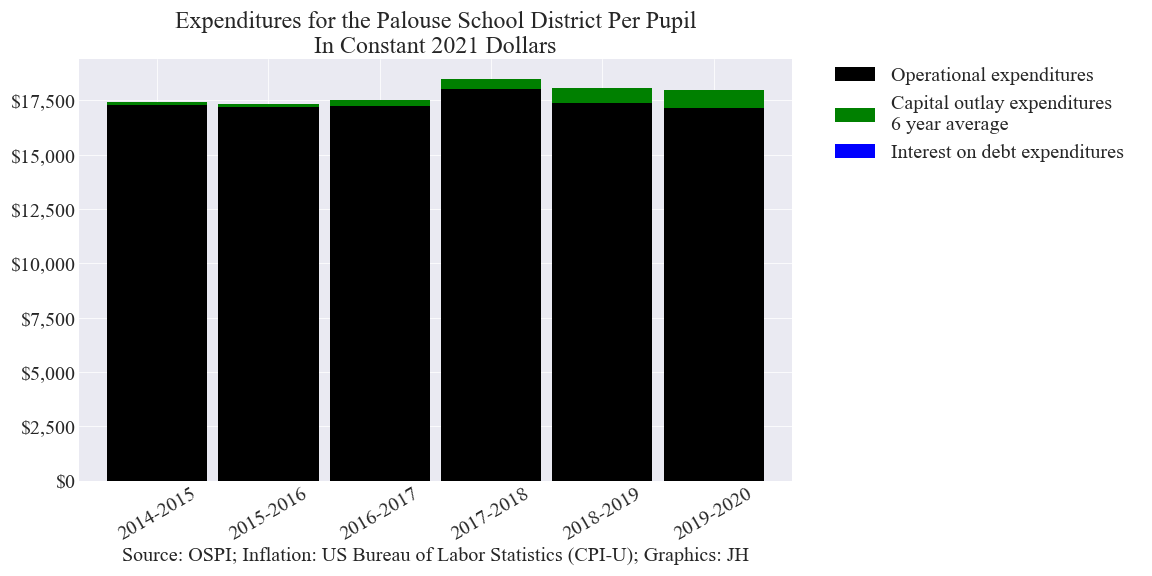 Expenditures for the Palouse School District Per Pupil
In Constant 2021 Dollars
Operational expenditures
Capital outlay expenditures
6 year average
Interest on debt expenditures
$17,500
$15,000
$12,500
$10,000
$7,500
$5,000
$2,500
$0
2014-2015
2015-2016
2016-2017
2017-2018
2018-2019
2019-2020
Source: OSPI; Inflation: US Bureau of Labor Statistics (CPI-U); Graphics: JH